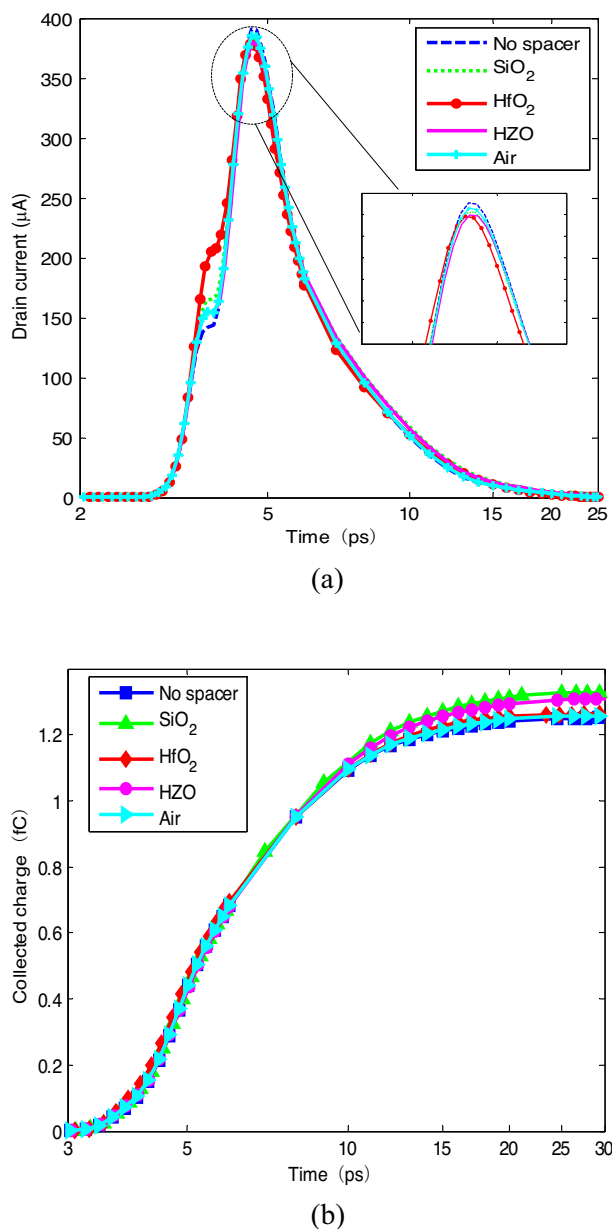 400
350
300
250
200
150
100
50
0
Drain current (μA)
No spacer
SiO2
HfO2
HZO
Air
2 5 10 15 20 25
Time (ps)
(a)
1.2
1
0.8
0.6
0.4
0.2
0
Collected charge (fC)
No spacer
SiO2
HfO2
HZO
Air
3 5 10 15 20 25 30
Time (ps)
(b)